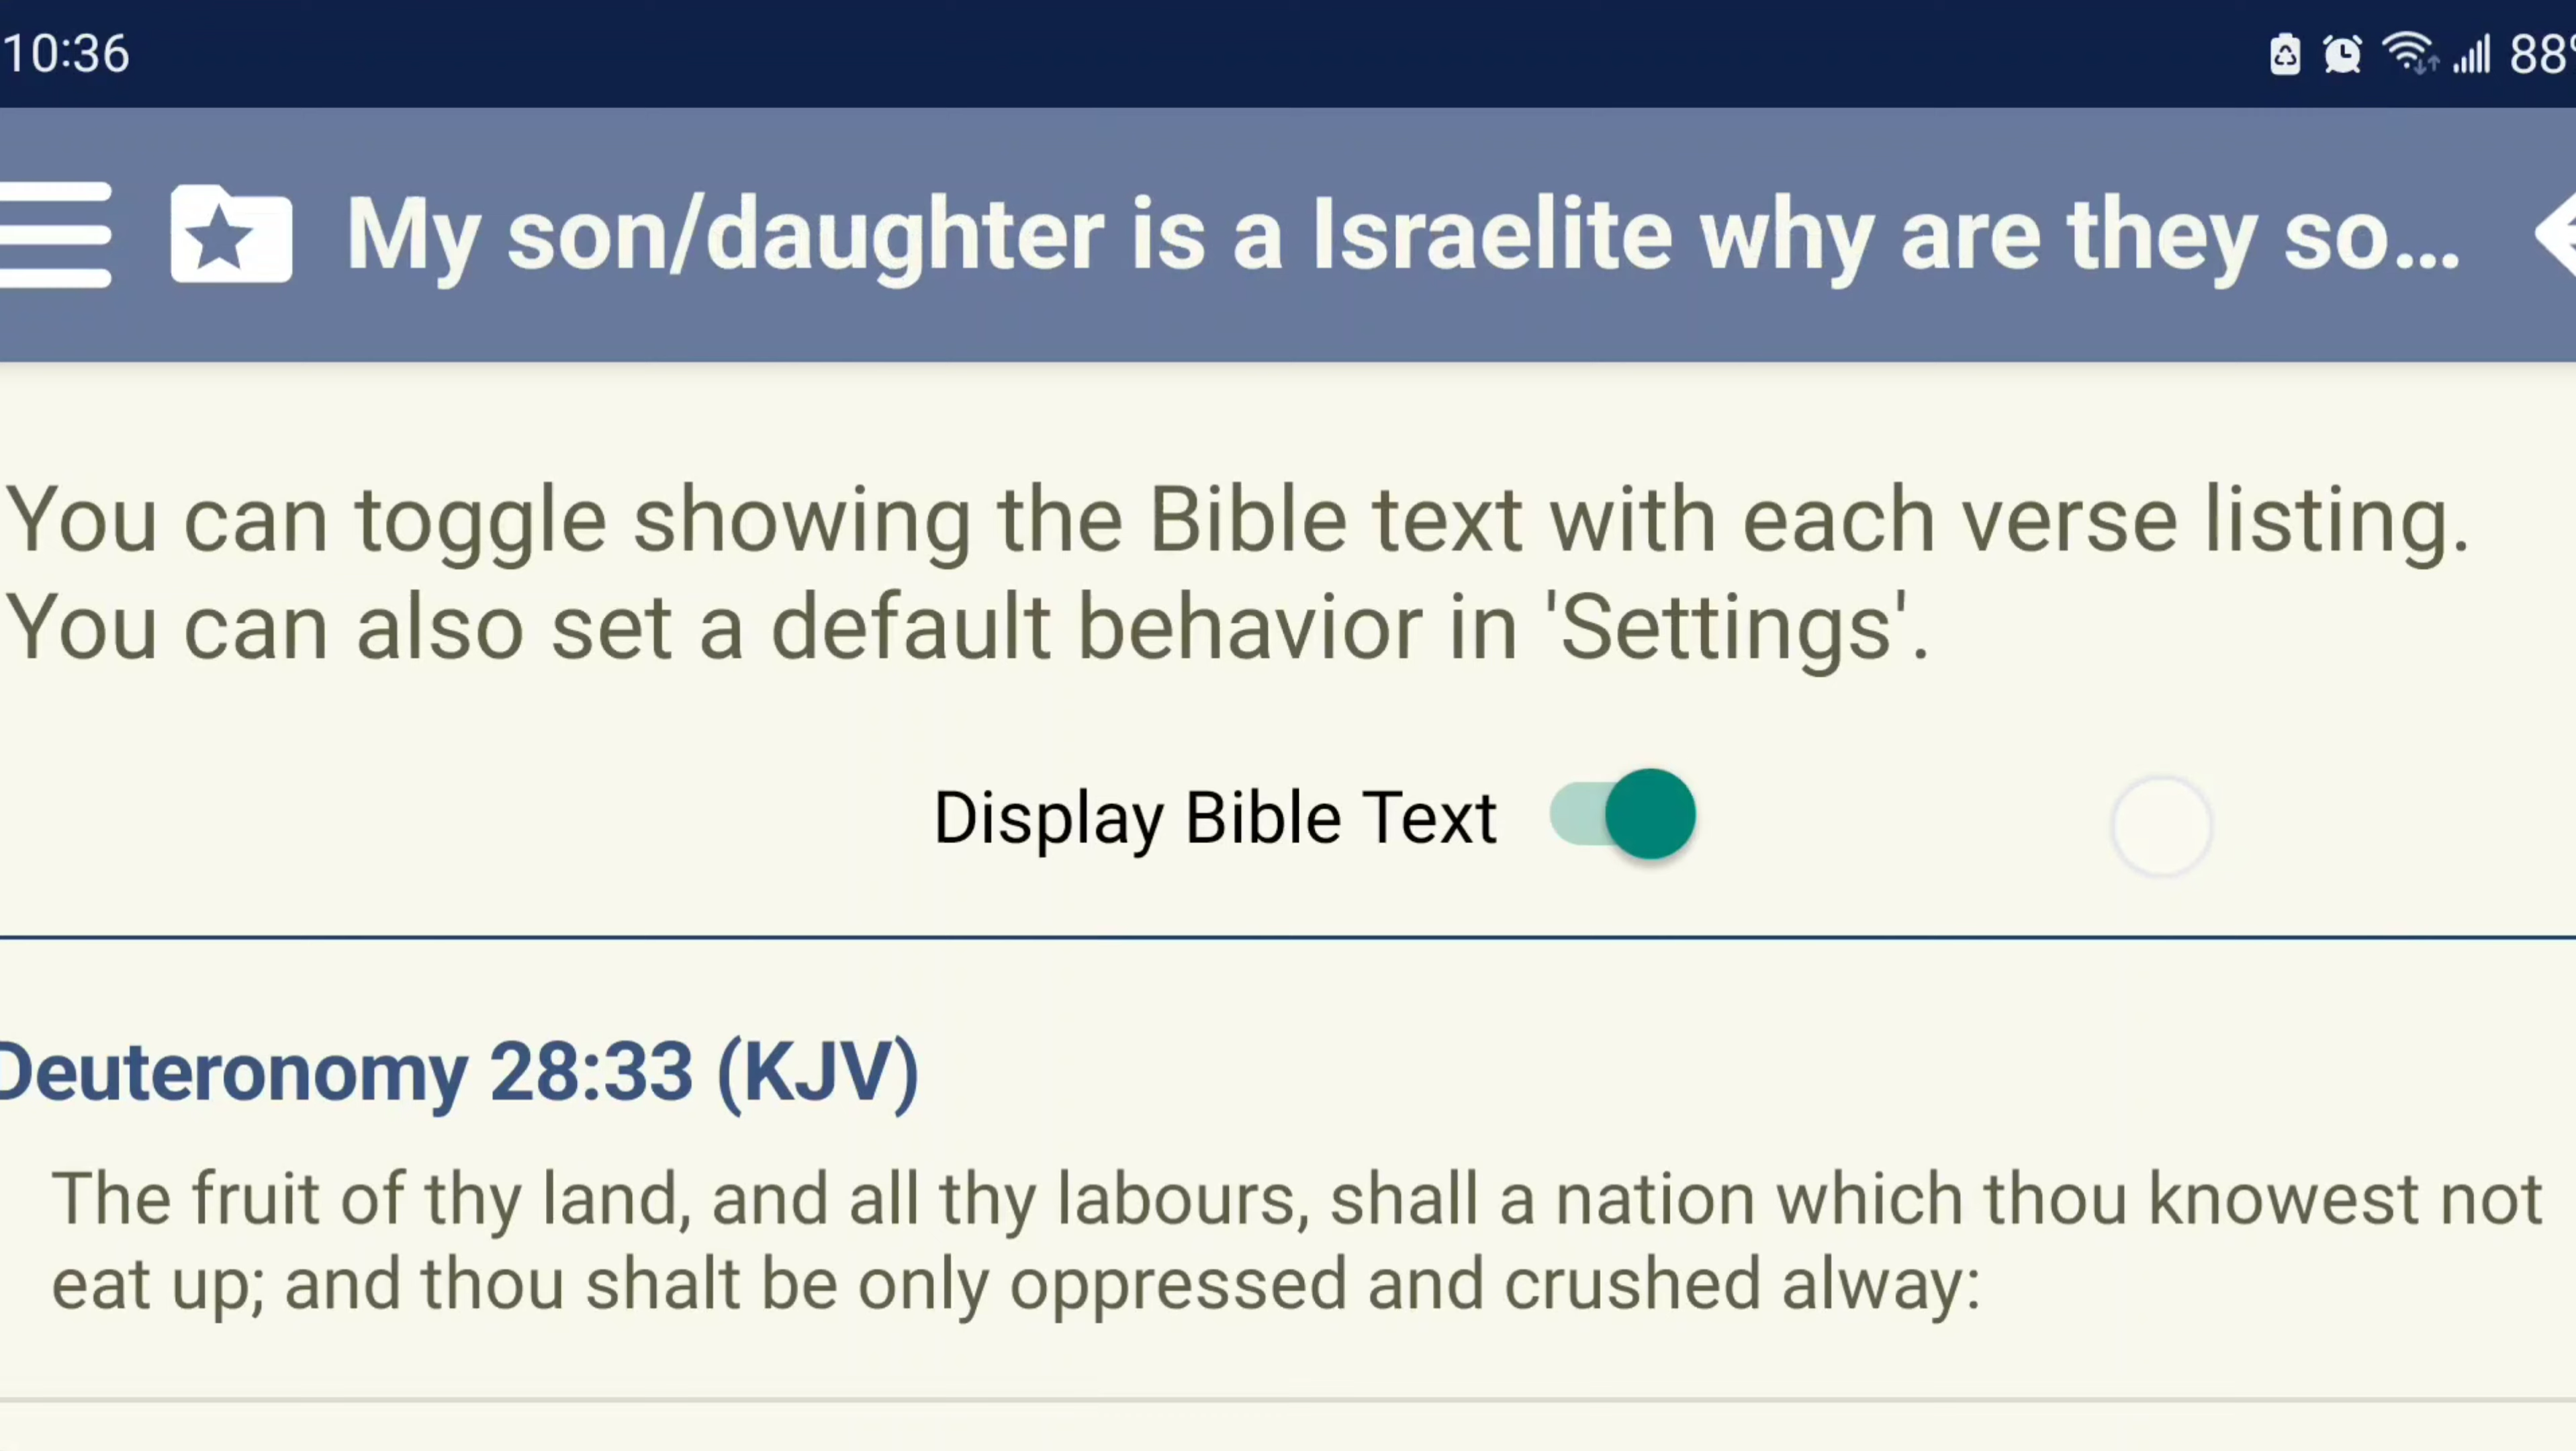 10:36
88%
My son/daughter is a Israelite why are they so...
You can toggle showing the Bible text with each verse listing.
You can also set a default behavior in 'Settings'.
Display Bible Text
Deuteronomy 28:33 (KJV)
The fruit of thy land, and all thy labours, shall a nation which thou knowest not
eat up; and thou shalt be only oppressed and crushed alway: